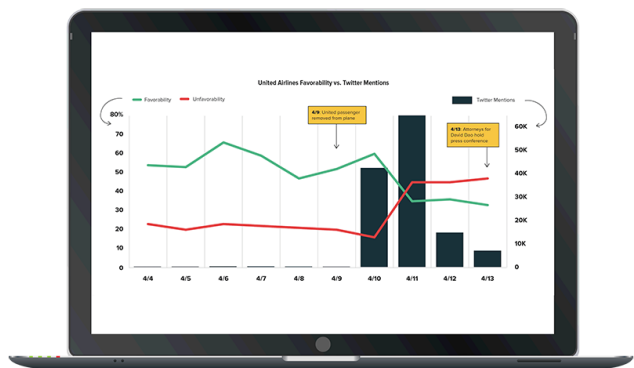 United Airlines Favorability vs. Twitter Mentions
Favorability
Unfavorability
Twitter Mentions
4/9 United passenger
removed from plane
4/13 Attorneys for
David Dao hold
press conference
80%
70
60
50
40
30
20
10
0
60K
50K
40K
30K
20K
10K
0
4/4
4/5
4/6
4/7
4/8
4/9
4/10
4/11
4/12
4/13